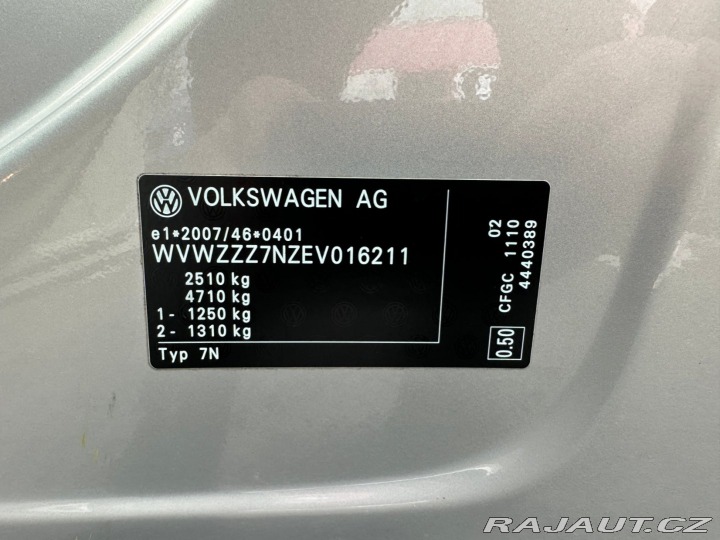 VOLKSWAGEN AG
e1*2007/46*0401
WVWZZZ7NZEV016211
2510 kg
4710 kg
1- 1250 kg
2- 1310 kg
Typ 7N
02
CFGC 1110
4440389
0.50
RAJAUT.CZ